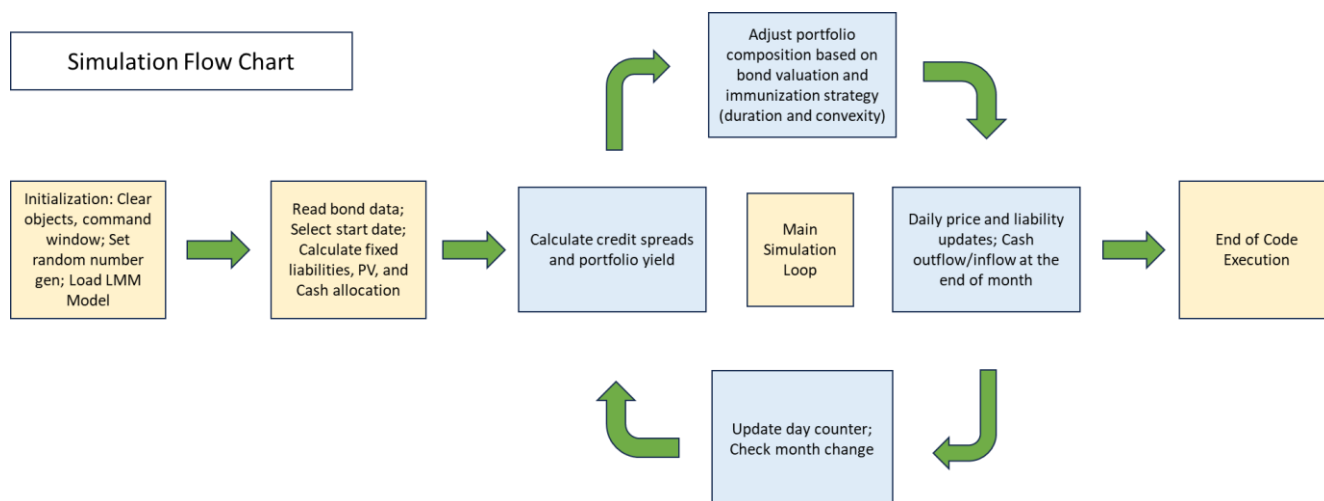 Simulation Flow Chart
Adjust portfolio
composition based on
bond valuation and
immunization strategy
(duration and convexity)
Initialization: Clear
objects, command
window; Set
random number
gen; Load LMM
Model
Read bond data;
Select start date;
Calculate fixed
liabilities, PV, and
Cash allocation
Calculate credit spreads
and portfolio yield
Main
Simulation
Loop
Daily price and liability
updates; Cash
outflow/inflow at the
end of month
End of Code
Execution
Update day counter;
Check month change